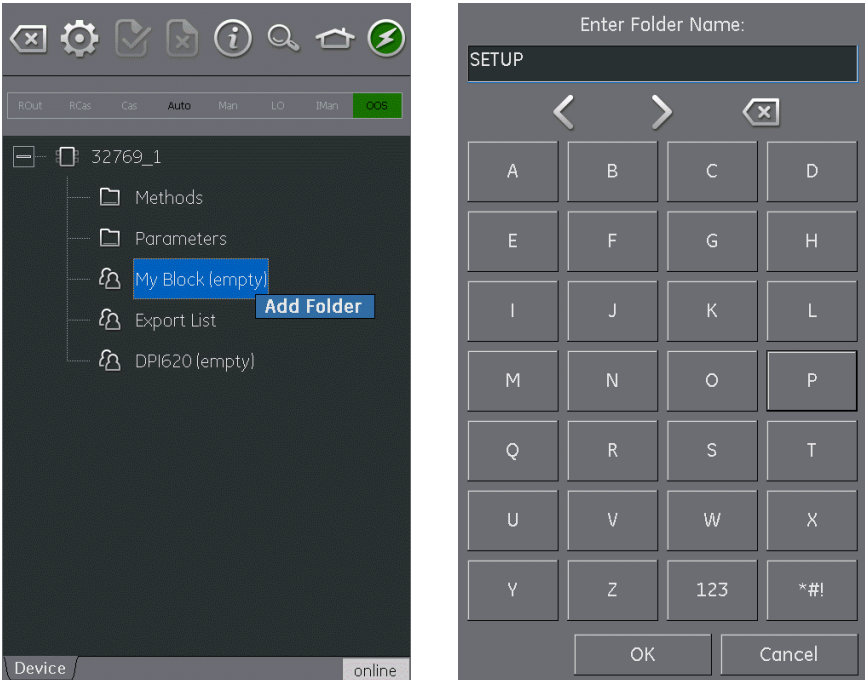 ROut RCas Cas Auto Man LO IMan OOS
32769_1
Methods
Parameters
My Block (empty)
Add Folder
Export List
DPI620 (empty)
Device
online
Enter Folder Name:
SETUP
A B C D
E F G H
I J K L
M N O P
Q R S T
U V W X
Y Z 123 *#!
OK Cancel